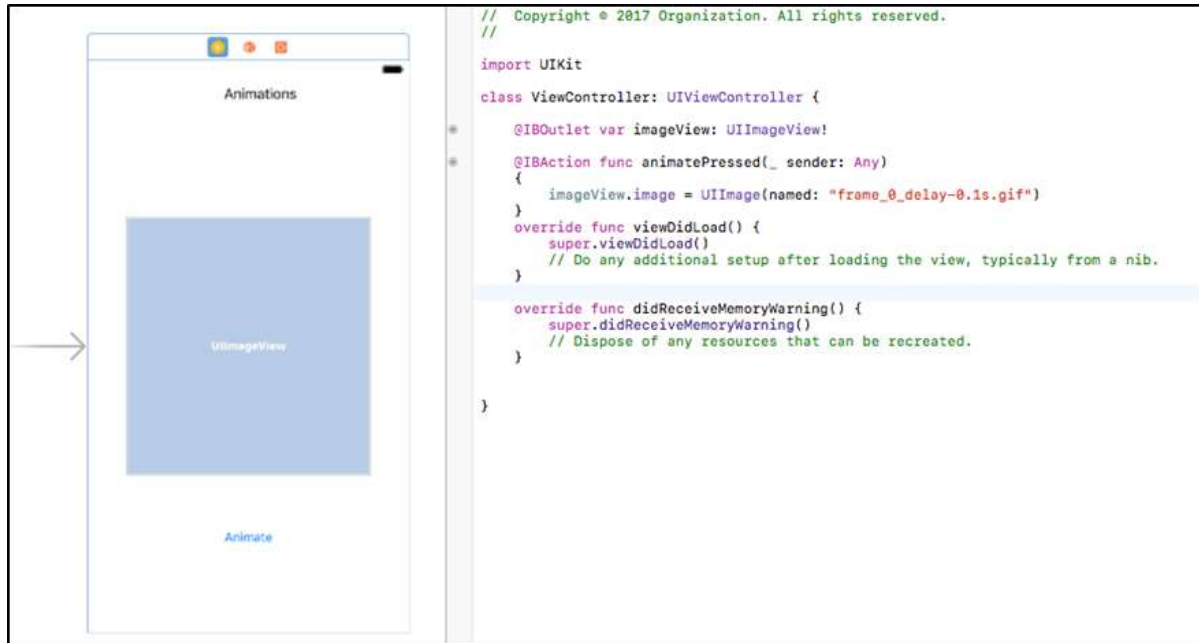 Animations
UIImageView
Animate
// Copyright © 2017 Organization. All rights reserved.
//
import UIKit
class ViewController: UIViewController {
@IBOutlet var imageView: UIImageView!
@IBAction func animatePressed(_ sender: Any)
{
imageView.image = UIImage(named: "frame_0_delay-0.1s.gif")
}
override func viewDidLoad() {
super.viewDidLoad()
// Do any additional setup after loading the view, typically from a nib.
}
override func didReceiveMemoryWarning() {
super.didReceiveMemoryWarning()
// Dispose of any resources that can be recreated.
}
}